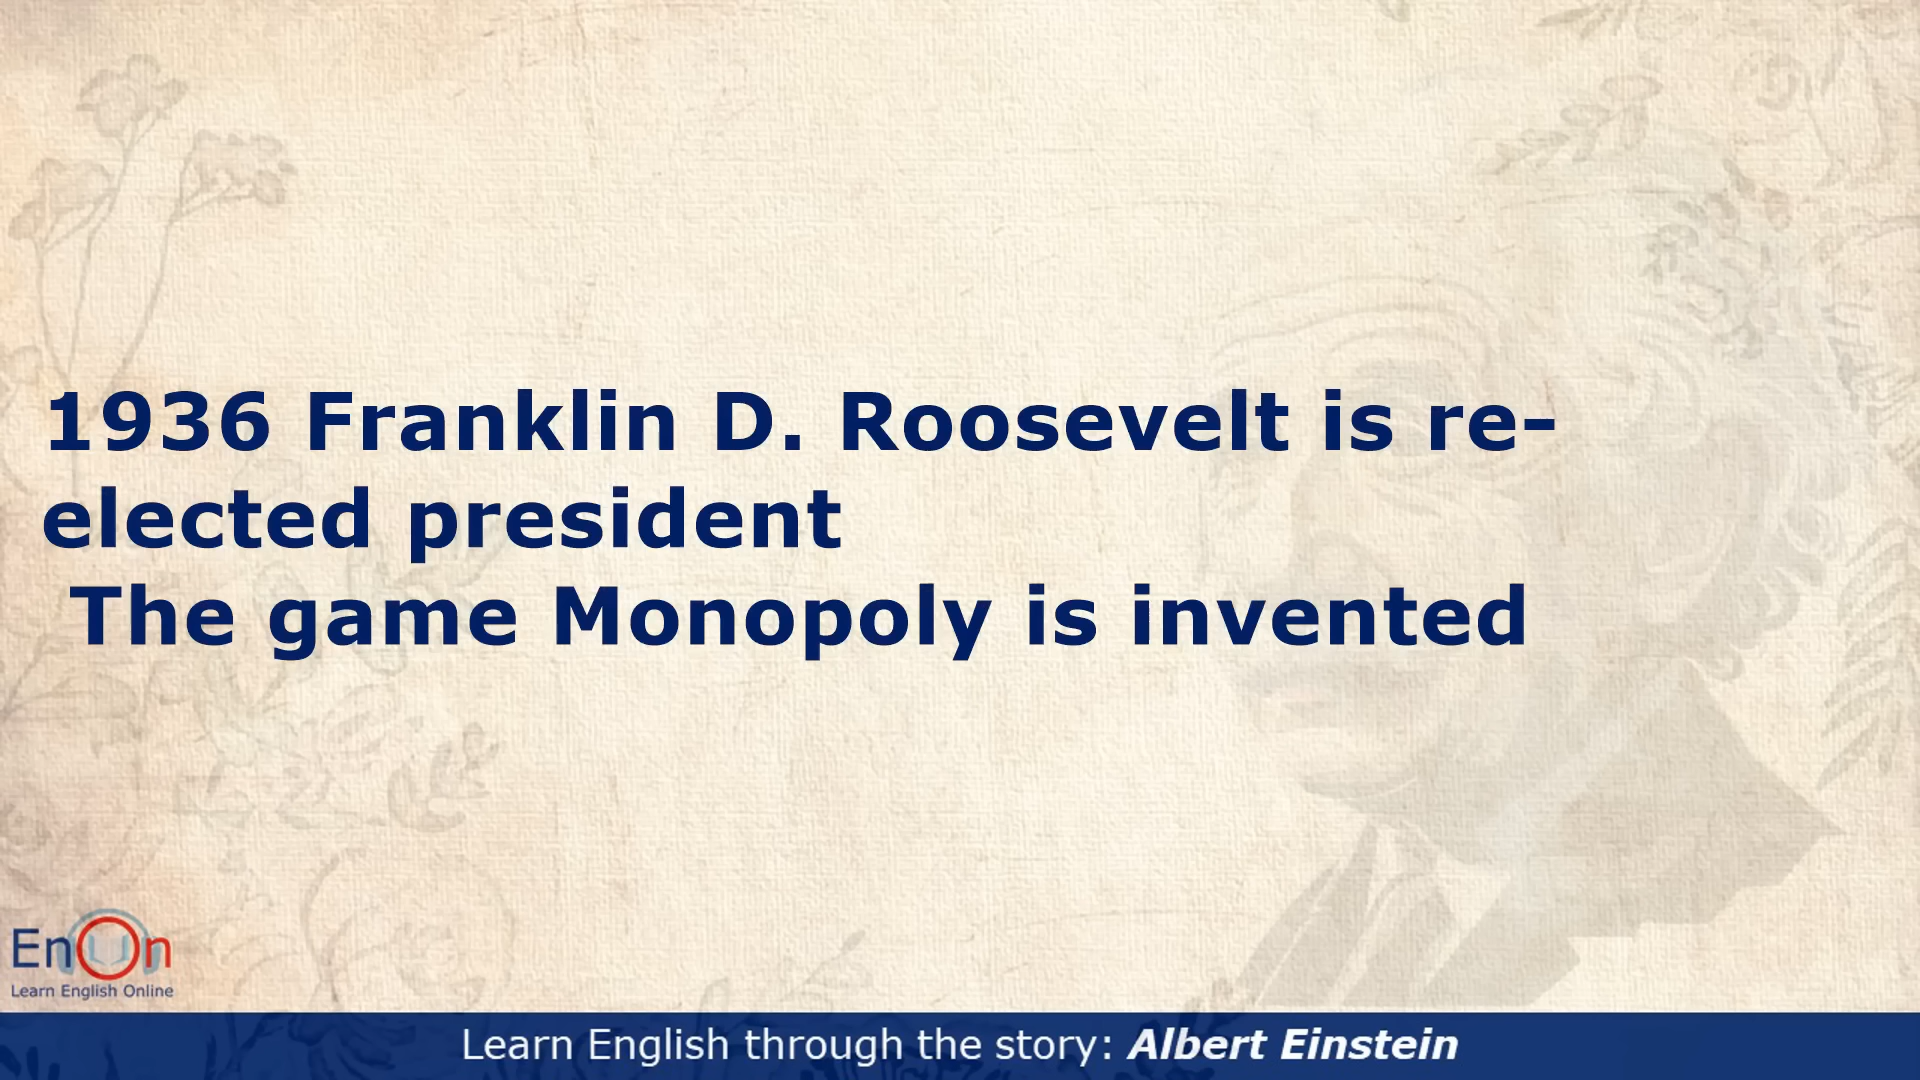 1936 Franklin D. Roosevelt is re-
elected president
The game Monopoly is invented
EnOn
Learn English Online
Learn English through the story: Albert Einstein